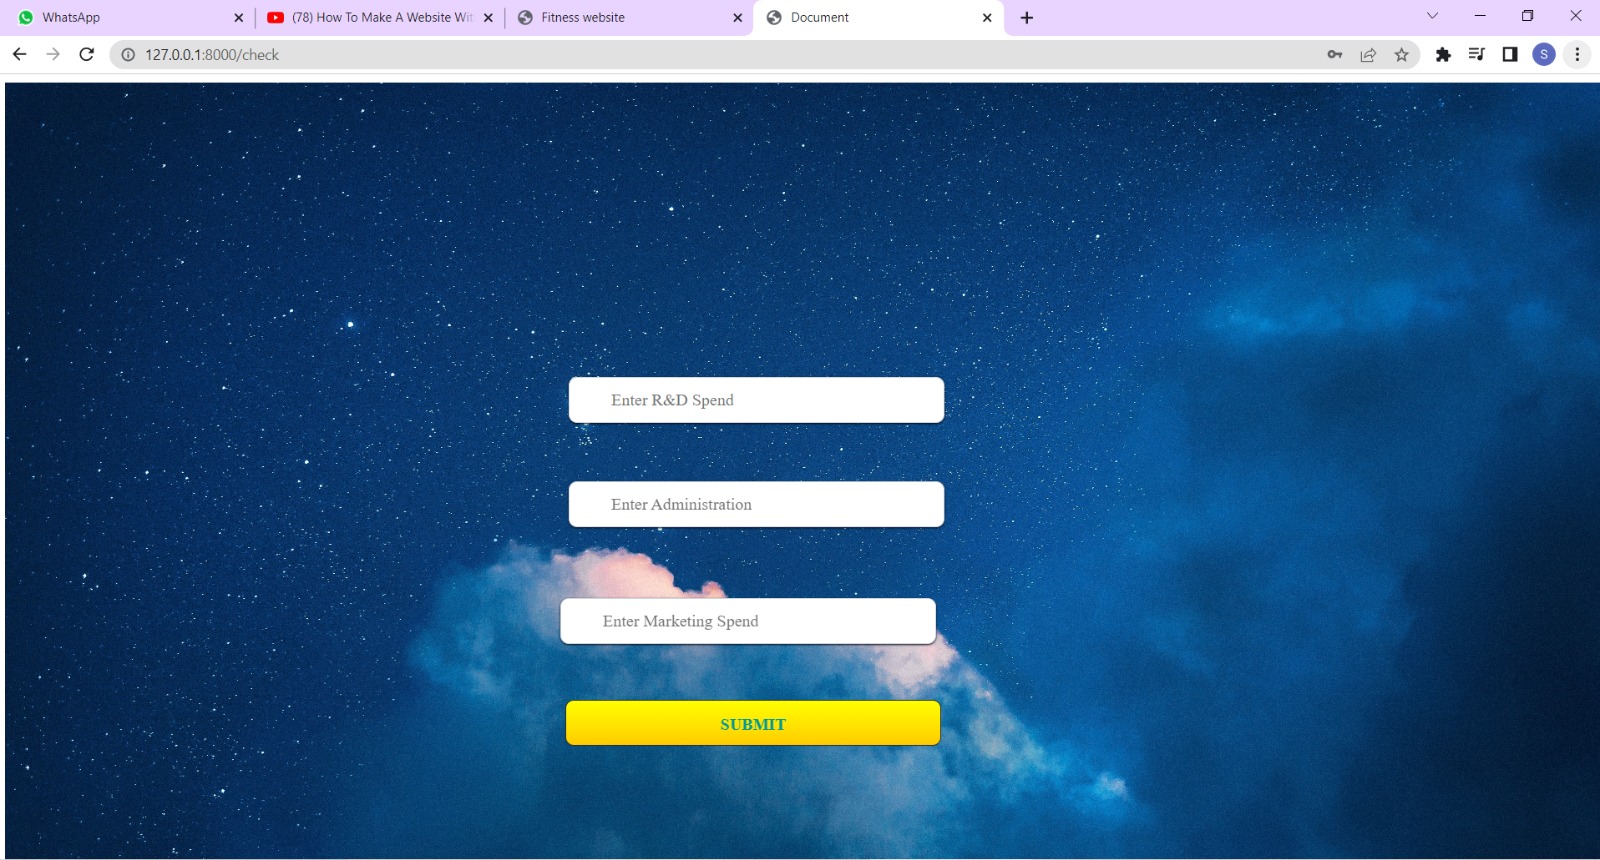 WhatsApp
(78) How To Make A Website Wit
Fitness website
Document
127.0.0.1:8000/check
S
Enter R&D Spend
Enter Administration
Enter Marketing Spend
SUBMIT